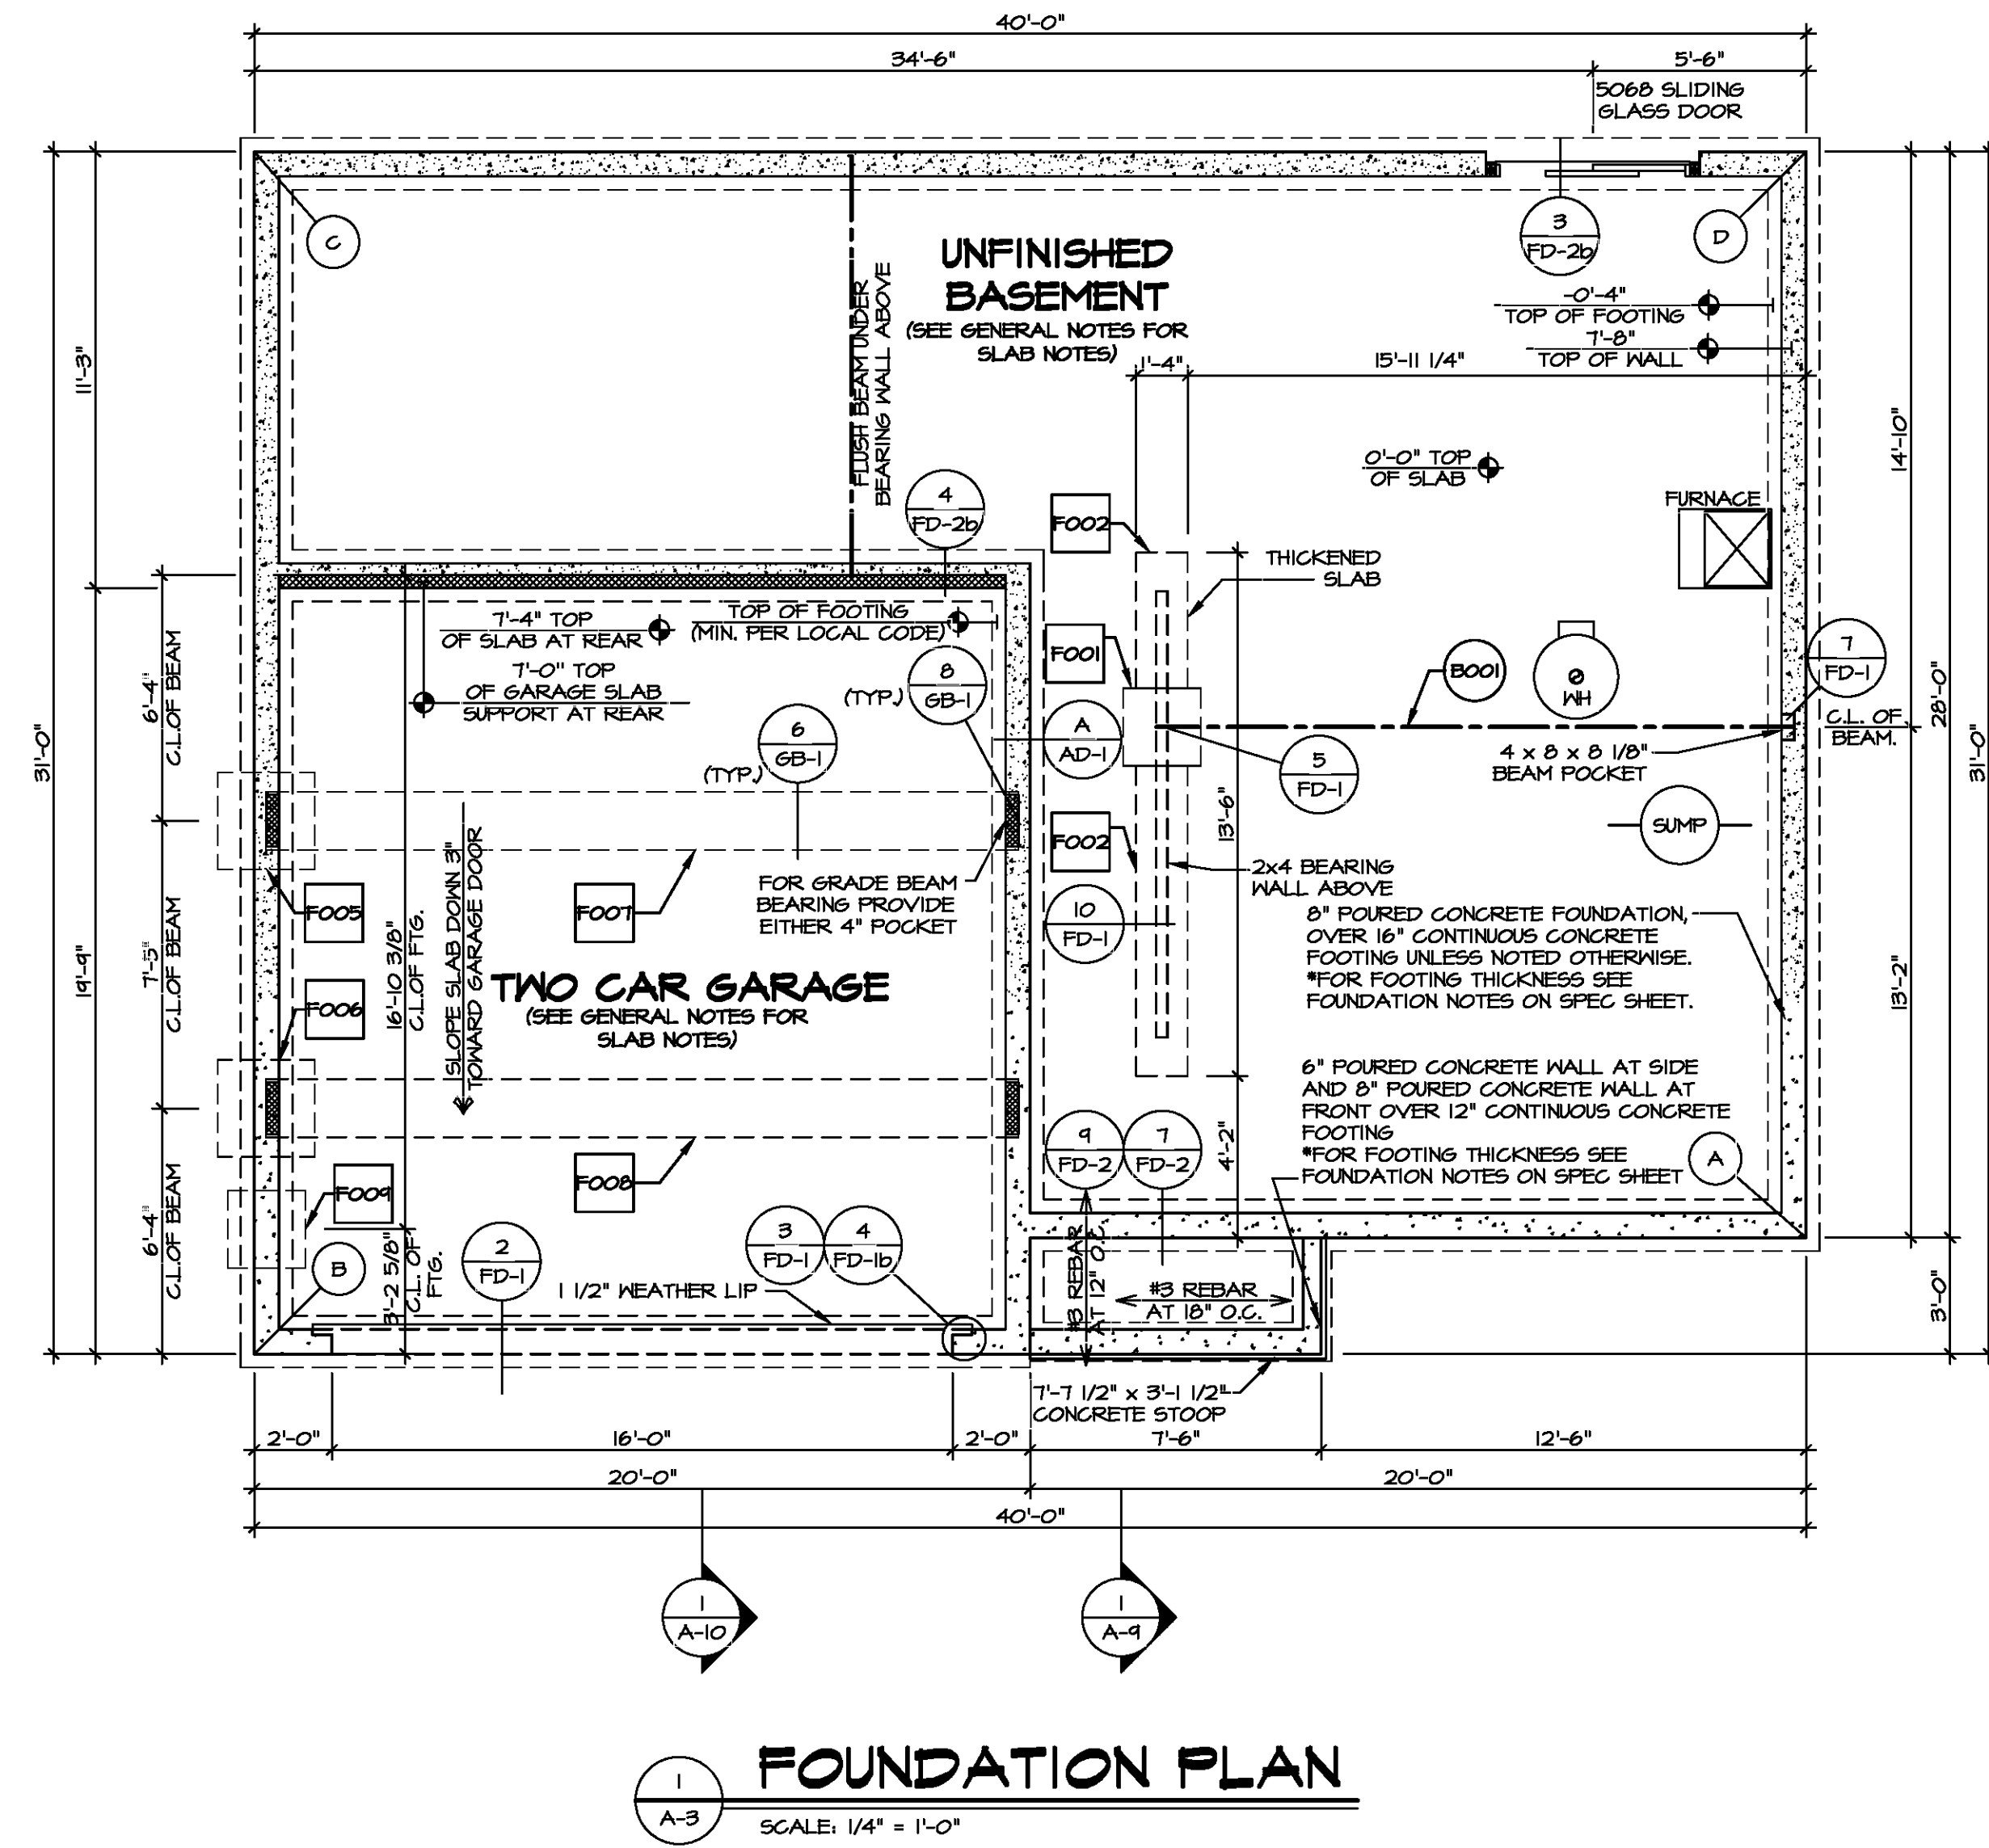 40'-0"
34'-6"
5'-6"
5068 SLIDING
GLASS DOOR
C
3
FD-2b
D
UNFINISHED
BASEMENT
(SEE GENERAL NOTES FOR
SLAB NOTES)
FLUSH BEAM UNDER
BEARING WALL ABOVE
-0'-4"
TOP OF FOOTING
7'-8"
TOP OF WALL
1'-4"
15'-11 1/4"
11'-3"
14'-10"
0'-0" TOP
OF SLAB
4
FD-2b
F002
FURNACE
THICKENED
SLAB
7'-4" TOP
OF SLAB AT REAR
TOP OF FOOTING
(MIN. PER LOCAL CODE)
7'-0" TOP
OF GARAGE SLAB
SUPPORT AT REAR
(TYP.)
8
GB-1
F001
B001
WH
7
FD-1
6'-4"
C.L.OF BEAM
31'-0"
28'-0"
31'-0"
6
GB-1
(TYP.)
A
AD-1
5
FD-1
C.L. OF
BEAM.
4 x 8 x 8 1/8"
BEAM POCKET
SUMP
13'-6"
F002
2x4 BEARING
WALL ABOVE
FOR GRADE BEAM
BEARING PROVIDE
EITHER 4" POCKET
F005
F007
10
FD-1
8" POURED CONCRETE FOUNDATION,
OVER 16" CONTINUOUS CONCRETE
FOOTING UNLESS NOTED OTHERWISE.
*FOR FOOTING THICKNESS SEE
FOUNDATION NOTES ON SPEC SHEET.
19'-9"
7'-5"
C.L.OF BEAM
16'-10 3/8"
C.L.OF FTG.
SLOPE SLAB DOWN 3"
TOWARD GARAGE DOOR
TWO CAR GARAGE
(SEE GENERAL NOTES FOR
SLAB NOTES)
F006
13'-2"
6" POURED CONCRETE WALL AT SIDE
AND 8" POURED CONCRETE WALL AT
FRONT OVER 12" CONTINUOUS CONCRETE
FOOTING
*FOR FOOTING THICKNESS SEE
FOUNDATION NOTES ON SPEC SHEET
A
9
FD-2
7
FD-2
4'-2"
F009
F008
6'-4"
C.L.OF BEAM
B
3'-2 5/8"
C.L. OF
FTG.
2
FD-1
3
FD-1
4
FD-1b
1 1/2" WEATHER LIP
#3 REBAR
AT 12" O.C.
#3 REBAR
AT 18" O.C.
3'-0"
7'-7 1/2" x 3'-1 1/2"
CONCRETE STOOP
2'-0"
16'-0"
2'-0"
7'-6"
12'-6"
20'-0"
20'-0"
40'-0"
1
A-10
1
A-9
1
A-3
FOUNDATION PLAN
SCALE: 1/4" = 1'-0"